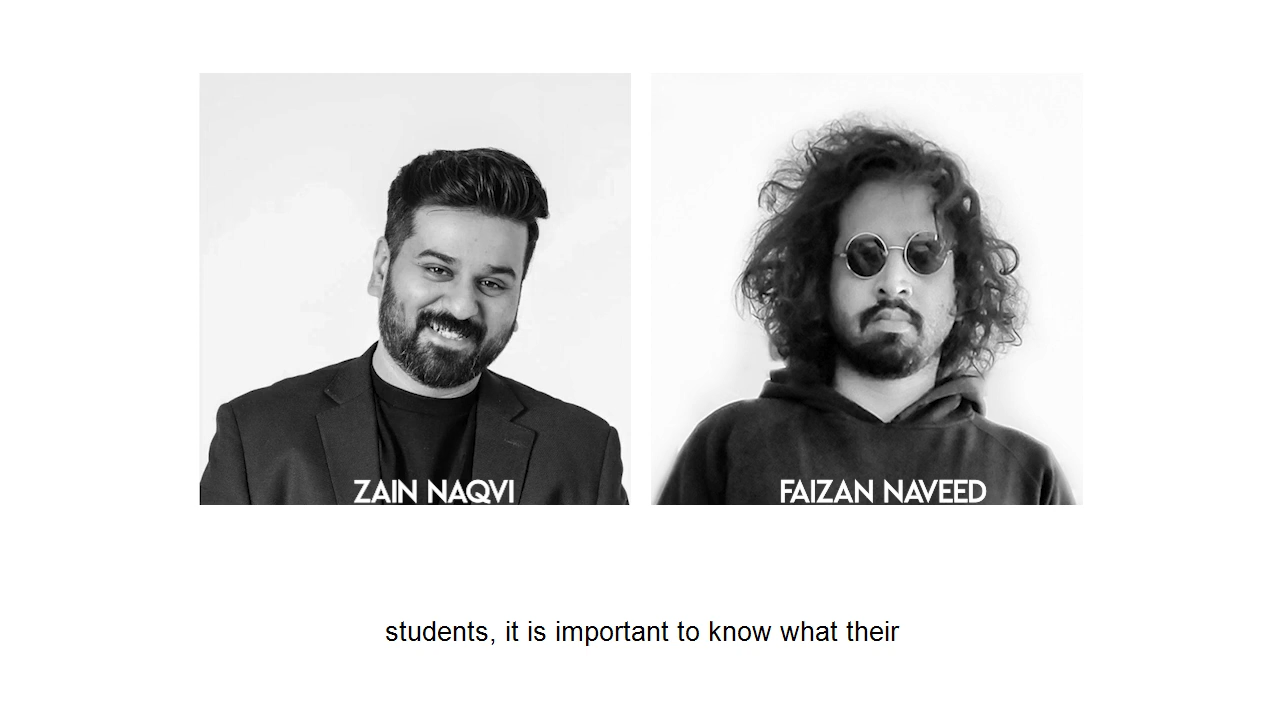 ZAIN NAQVI
FAIZAN NAVEED
students, it is important to know what their